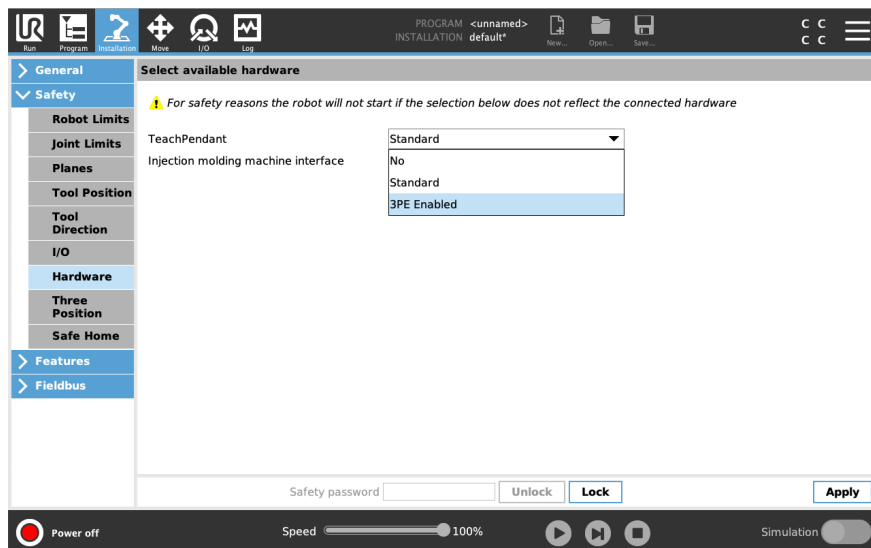 PROGRAM <unnamed>
INSTALLATION default*
C C
C C
UR
Run
Program
Installation
Move
I/O
Log
New...
Open...
Save...
General
Safety
Robot Limits
Joint Limits
Planes
Tool Position
Tool
Direction
I/O
Hardware
Three
Position
Safe Home
Features
Fieldbus
Select available hardware
For safety reasons the robot will not start if the selection below does not reflect the connected hardware
TeachPendant
Standard
Injection molding machine interface
No
Standard
3PE Enabled
Safety password
Unlock
Lock
Apply
Power off
Speed
100%
Simulation